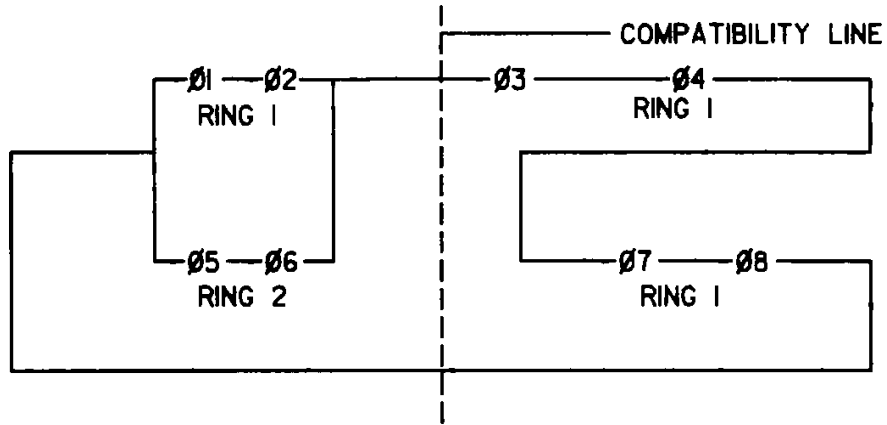 COMPATIBILITY LINE
Ø1 Ø2 Ø3 Ø4
RING 1 RING 1
Ø5 Ø6 Ø7 Ø8
RING 2 RING 1